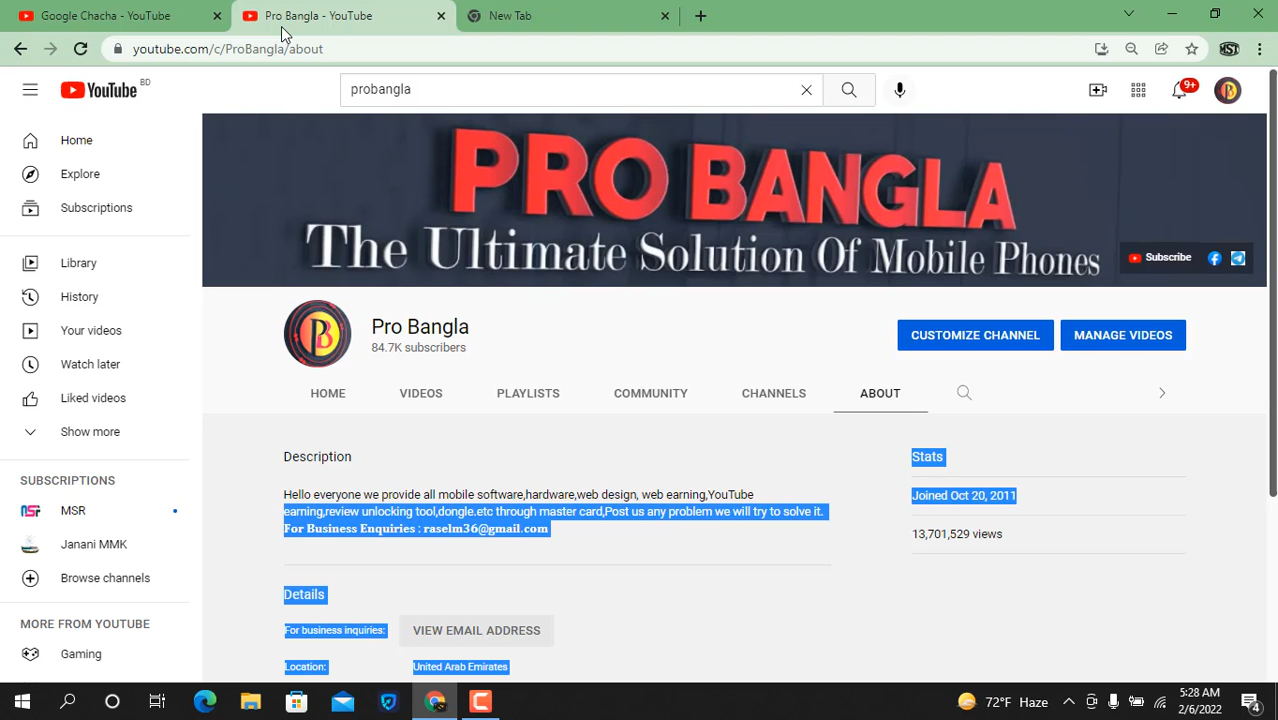 Google Chacha - YouTube
Pro Bangla - YouTube
New Tab
youtube.com/c/ProBangla/about
YouTube BD
probangla
9+
Home
Explore
Subscriptions
Library
History
Your videos
Watch later
Liked videos
Show more
SUBSCRIPTIONS
MSR
Janani MMK
Browse channels
MORE FROM YOUTUBE
Gaming
PRO BANGLA
The Ultimate Solution Of Mobile Phones
Subscribe
Pro Bangla
84.7K subscribers
CUSTOMIZE CHANNEL
MANAGE VIDEOS
HOME
VIDEOS
PLAYLISTS
COMMUNITY
CHANNELS
ABOUT
Description
Hello everyone we provide all mobile software,hardware,web design, web earning,YouTube
earning,review unlocking tool,dongle.etc through master card,Post us any problem we will try to solve it.
For Business Enquiries : raselm36@gmail.com
Details
For business inquiries:
VIEW EMAIL ADDRESS
Location:
United Arab Emirates
Stats
Joined Oct 20, 2011
13,701,529 views
72°F Haze
5:28 AM
2/6/2022
4